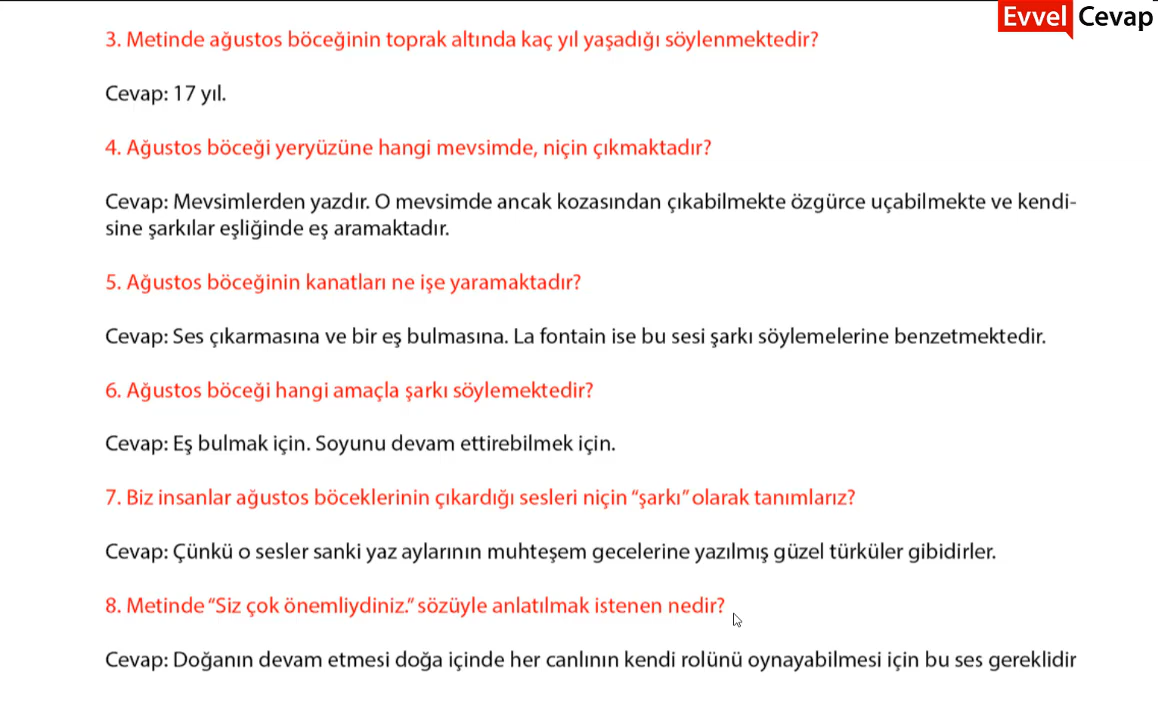 Evvel Cevap
3. Metinde ağustos böceğinin toprak altında kaç yıl yaşadığı söylenmektedir?
Cevap: 17 yıl.
4. Ağustos böceği yeryüzüne hangi mevsimde, niçin çıkmaktadır?
Cevap: Mevsimlerden yazdır. O mevsimde ancak kozasından çıkabilmekte özgürce uçabilmekte ve kendi-
sine şarkılar eşliğinde eş aramaktadır.
5. Ağustos böceğinin kanatları ne işe yaramaktadır?
Cevap: Ses çıkarmasına ve bir eş bulmasına. La fontain ise bu sesi şarkı söylemelerine benzetmektedir.
6. Ağustos böceği hangi amaçla şarkı söylemektedir?
Cevap: Eş bulmak için. Soyunu devam ettirebilmek için.
7. Biz insanlar ağustos böceklerinin çıkardığı sesleri niçin “şarkı” olarak tanımlarız?
Cevap: Çünkü o sesler sanki yaz aylarının muhteşem gecelerine yazılmış güzel türküler gibidirler.
8. Metinde “Siz çok önemliydiniz.” sözüyle anlatılmak istenen nedir?
Cevap: Doğanın devam etmesi doğa içinde her canlının kendi rolünü oynayabilmesi için bu ses gereklidir